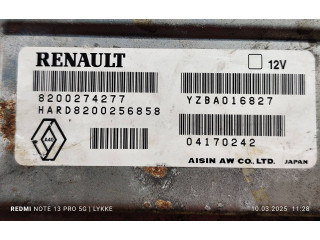 RENAULT
12V
8200274277
HARD8200256858
YZBA016827
A4E
04170242
AISIN AW CO., LTD. JAPAN
REDMI NOTE 13 PRO 5G | LYKKE
10.03.2025 11:28